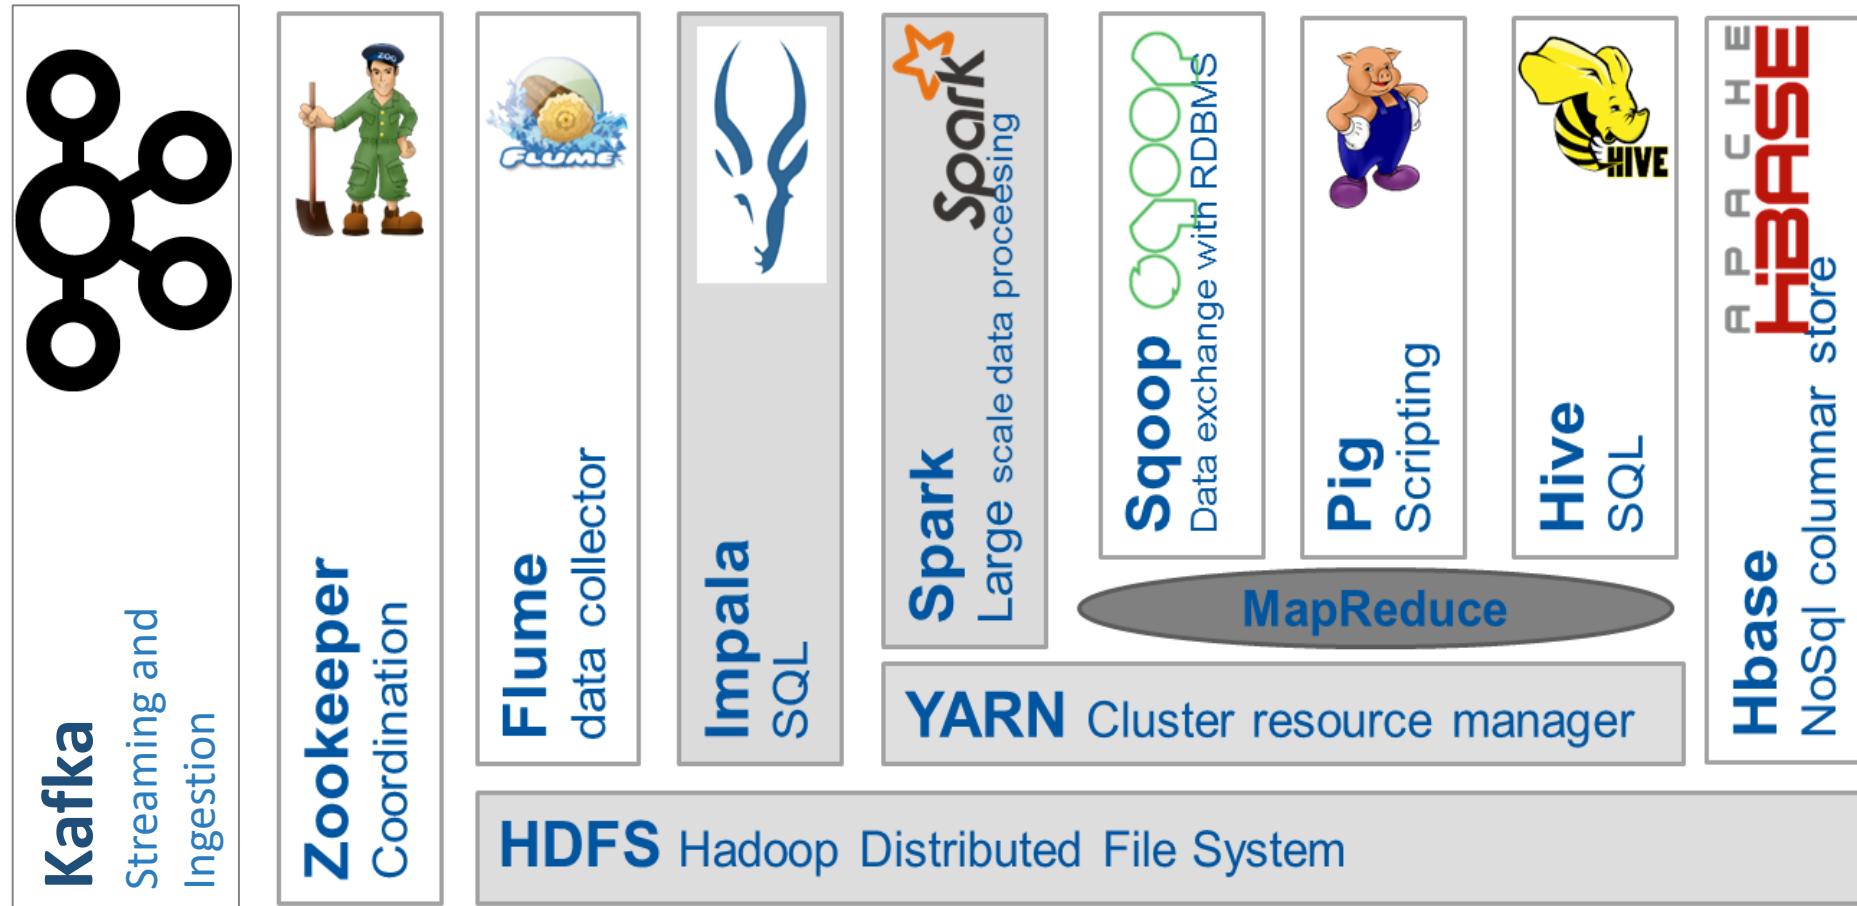 Kafka
Streaming and
Ingestion
ZOO
Zookeeper
Coordination
FLUME
Flume
data collector
Impala
SQL
Spark
Spark
Large scale data proceesing
sqoop
Sqoop
Data exchange with RDBMS
Pig
Scripting
HIVE
Hive
SQL
APACHE
HBASE
Hbase
NoSql columnar store
MapReduce
YARN Cluster resource manager
HDFS Hadoop Distributed File System